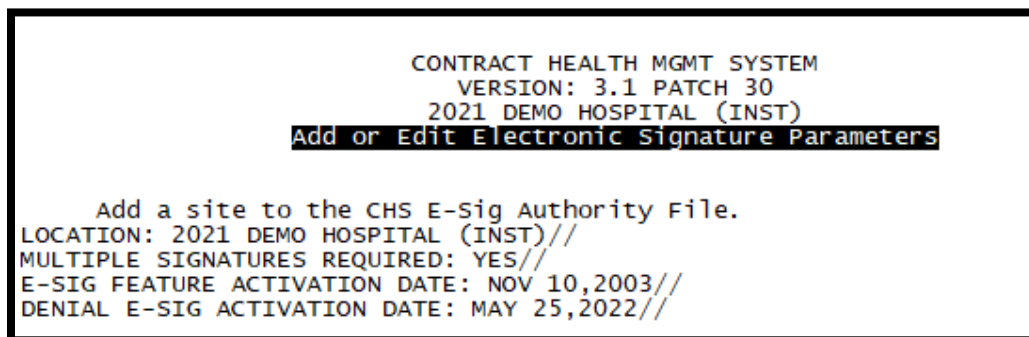 CONTRACT HEALTH MGMT SYSTEM
VERSION: 3.1 PATCH 30
2021 DEMO HOSPITAL (INST)
Add or Edit Electronic Signature Parameters
Add a site to the CHS E-Sig Authority File.
LOCATION: 2021 DEMO HOSPITAL (INST)//
MULTIPLE SIGNATURES REQUIRED: YES//
E-SIG FEATURE ACTIVATION DATE: NOV 10,2003//
DENIAL E-SIG ACTIVATION DATE: MAY 25,2022//